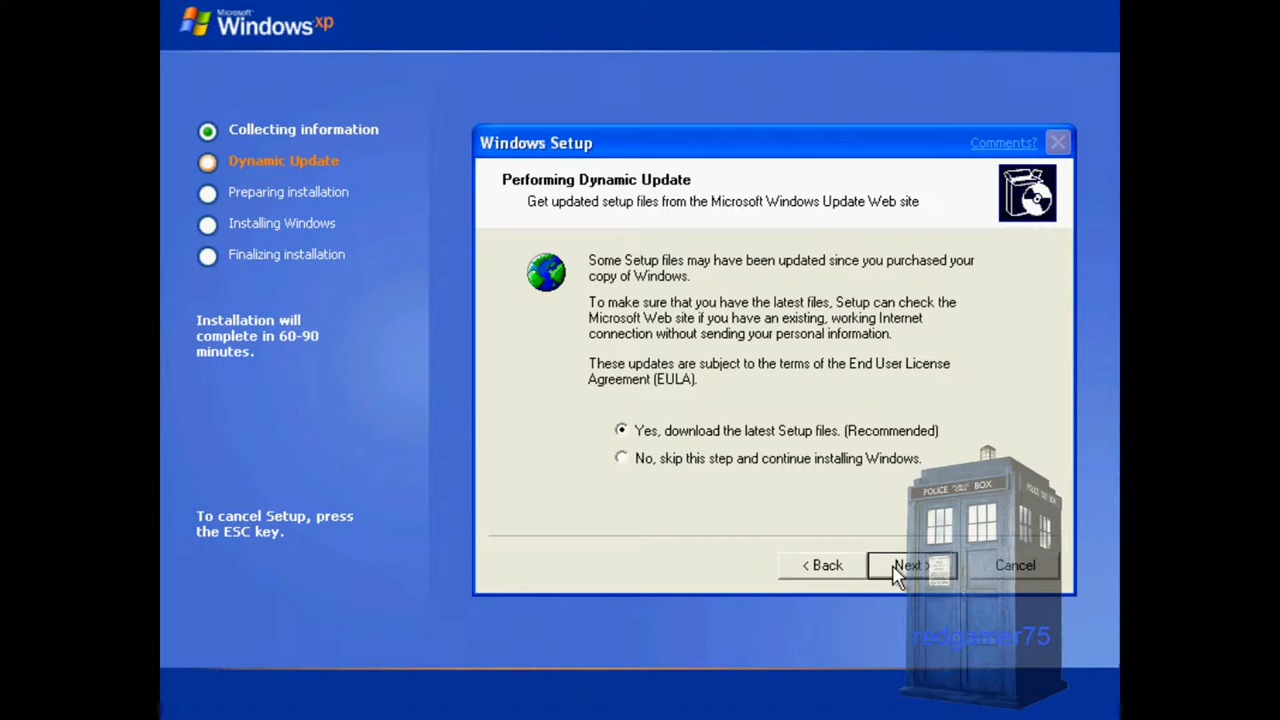 Microsoft
Windows xp
Collecting information
Dynamic Update
Preparing installation
Installing Windows
Finalizing installation
Installation will
complete in 60-90
minutes.
To cancel Setup, press
the ESC key.
Windows Setup
Comments?
Performing Dynamic Update
Get updated setup files from the Microsoft Windows Update Web site
Some Setup files may have been updated since you purchased your
copy of Windows.
To make sure that you have the latest files, Setup can check the
Microsoft Web site if you have an existing, working Internet
connection without sending your personal information.
These updates are subject to the terms of the End User License
Agreement (EULA).
Yes, download the latest Setup files. (Recommended)
No, skip this step and continue installing Windows.
< Back
Next >
Cancel
POLICE PUBLIC CALL BOX
redgamer75